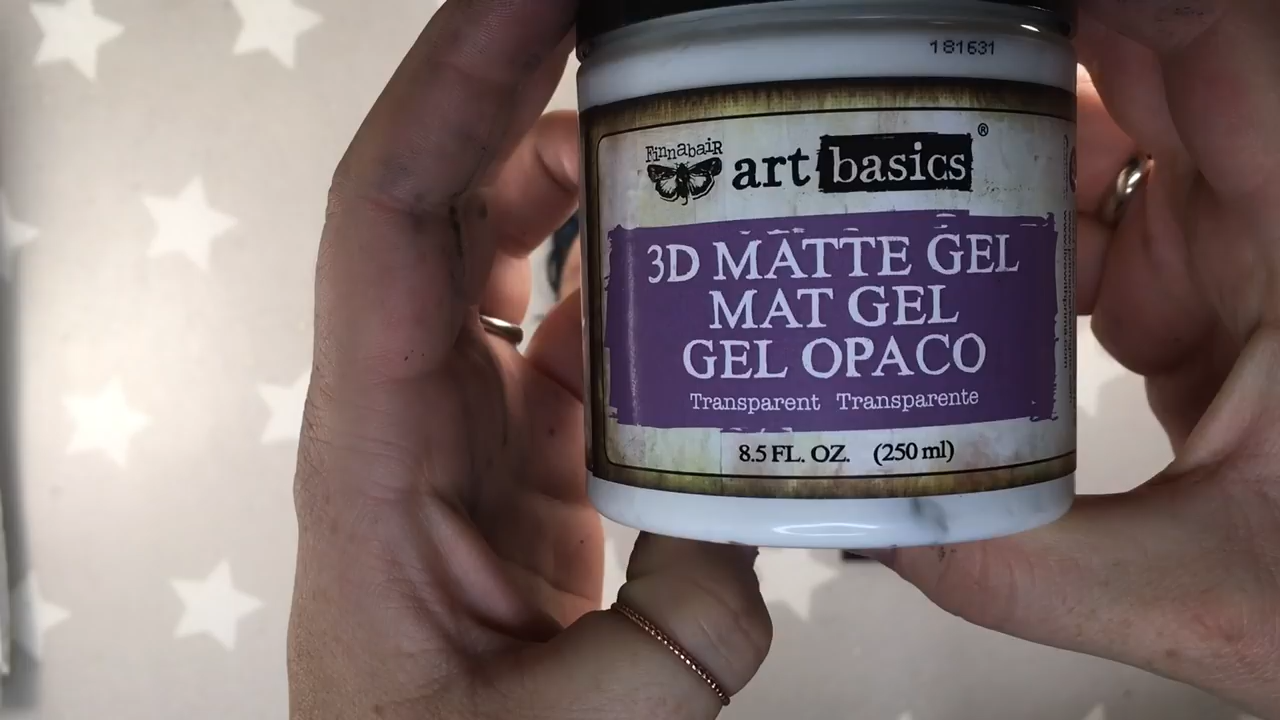 181631
Finnabair
art basics®
3D MATTE GEL
MAT GEL
GEL OPACO
Transparent Transparente
8.5 FL. OZ. (250 ml)